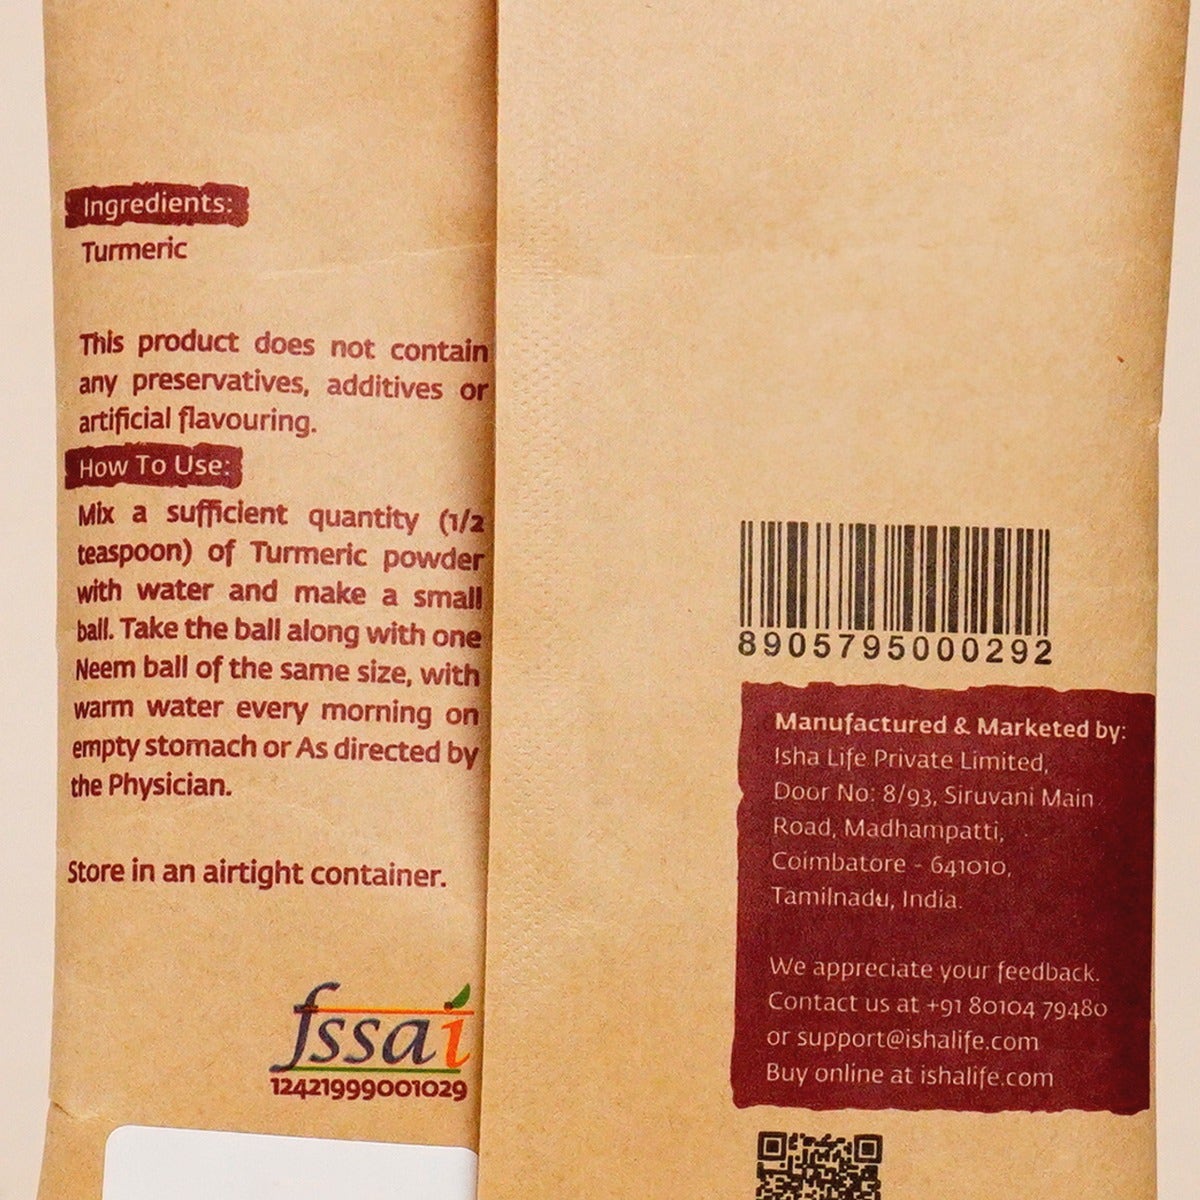 Ingredients:
Turmeric
This product does not contain
any preservatives, additives or
artificial flavouring.
How To Use:
Mix a sufficient quantity (1/2
teaspoon) of Turmeric powder
with water and make a small
ball. Take the ball along with one
Neem ball of the same size, with
warm water every morning on
empty stomach or As directed by
the Physician.
Store in an airtight container.
fssai
12421999001029
8905795000292
Manufactured & Marketed by:
Isha Life Private Limited,
Door No: 8/93, Siruvani Main
Road, Madhampatti,
Coimbatore - 641010,
Tamilnadu, India.
We appreciate your feedback.
Contact us at +91 80104 79480
or support@ishalife.com
Buy online at ishalife.com